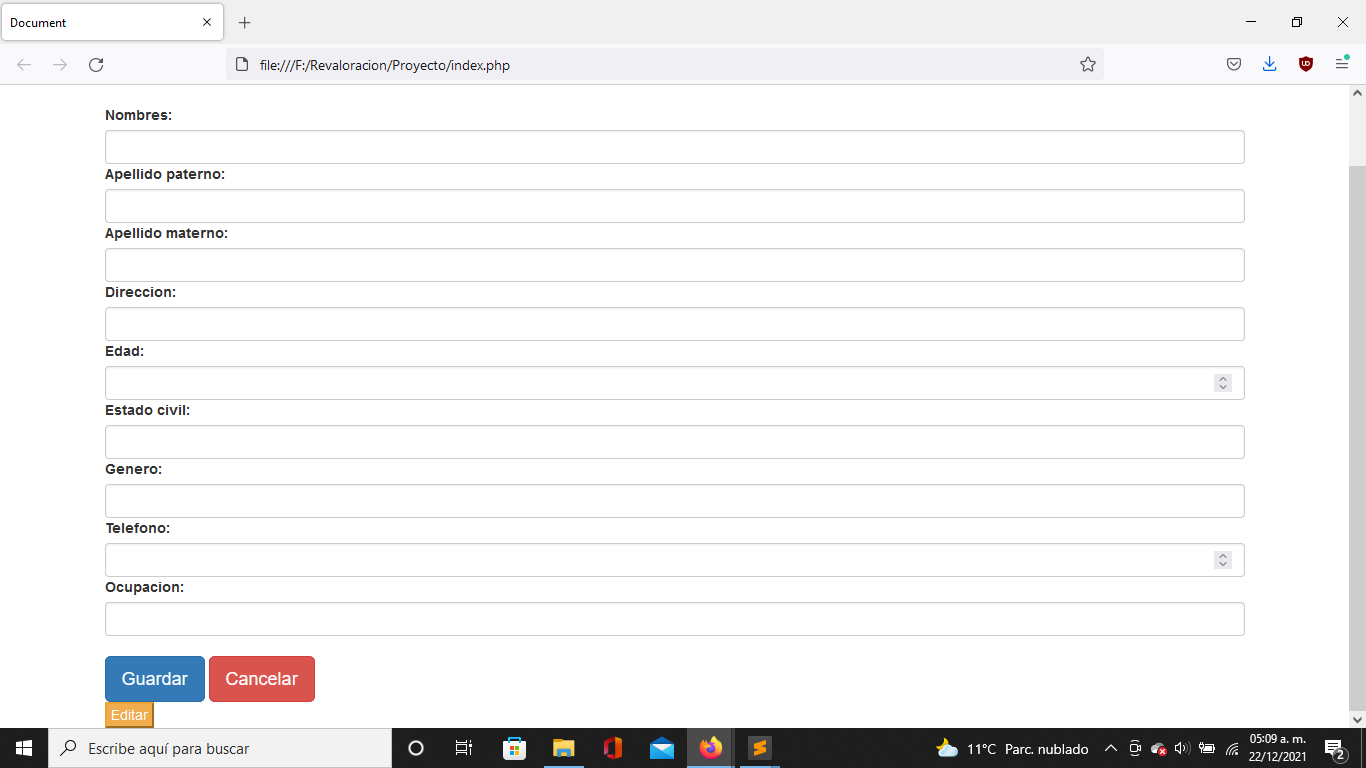 Document
file:///F:/Revaloracion/Proyecto/index.php
Nombres:
Apellido paterno:
Apellido materno:
Direccion:
Edad:
Estado civil:
Genero:
Telefono:
Ocupacion:
Guardar Cancelar
Editar
Escribe aquí para buscar
11°C Parc. nublado
05:09 a. m.
22/12/2021
2